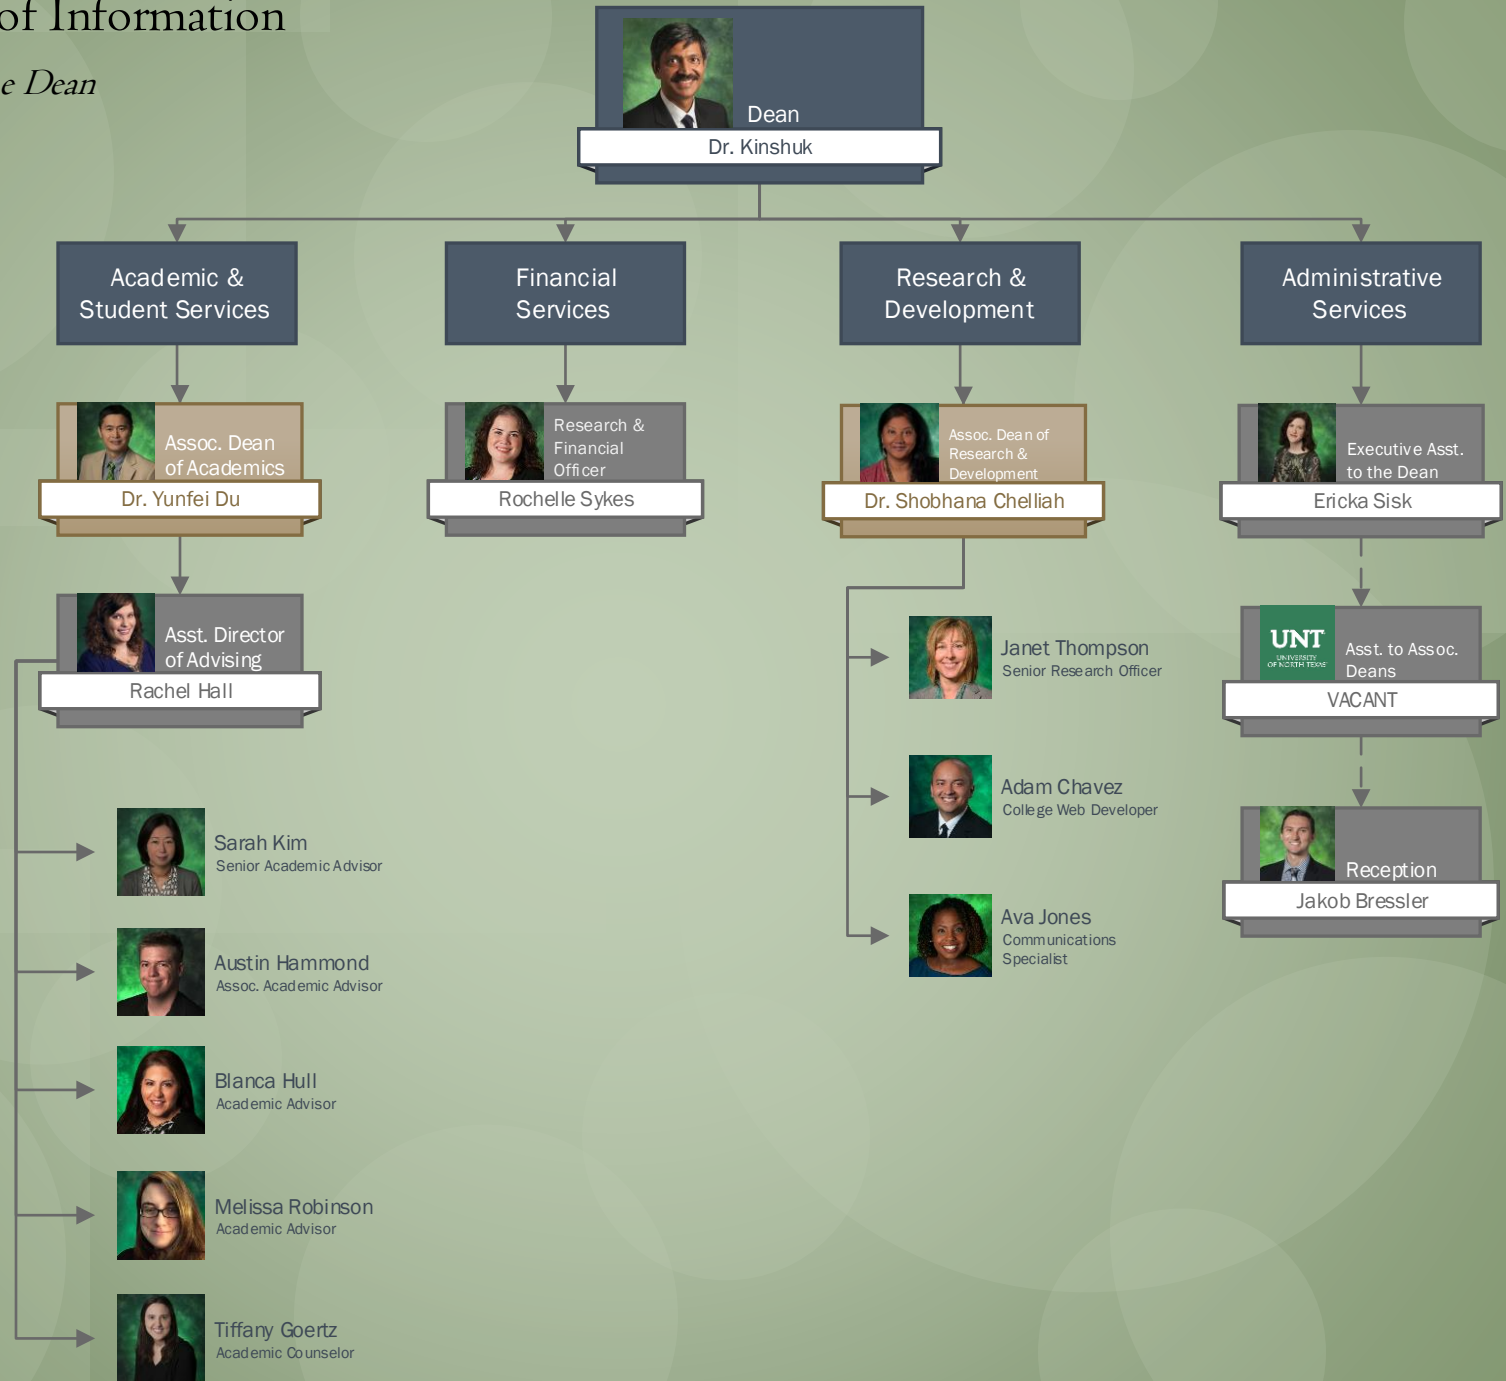 of Information
e Dean
Dean
Dr. Kinshuk
Academic &
Student Services
Financial
Services
Research &
Development
Administrative
Services
Assoc. Dean
of Academics
Dr. Yunfei Du
Research &
Financial
Officer
Rochelle Sykes
Assoc. Dean of
Research &
Development
Dr. Shobhana Chelliah
Executive Asst.
to the Dean
Ericka Sisk
Asst. Director
of Advising
Rachel Hall
Janet Thompson
Senior Research Officer
UNT
UNIVERSITY
OF NORTH TEXAS
Asst. to Assoc.
Deans
VACANT
Adam Chavez
College Web Developer
Reception
Jakob Bressler
Sarah Kim
Senior Academic Advisor
Ava Jones
Communications
Specialist
Austin Hammond
Assoc. Academic Advisor
Blanca Hull
Academic Advisor
Melissa Robinson
Academic Advisor
Tiffany Goertz
Academic Counselor